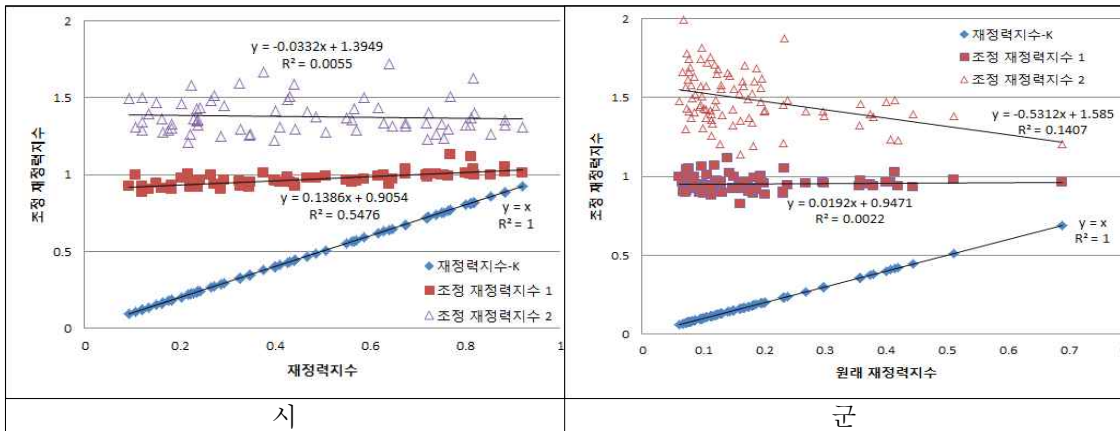 2
1.5
1
0.5
0
조정 재정력지수
y = -0.0332x + 1.3949
R² = 0.0055
y = 0.1386x + 0.9054
R² = 0.5476
y = x
R² = 1
재정력지수-K
조정 재정력지수 1
조정 재정력지수 2
0 0.2 0.4 0.6 0.8 1
재정력지수
시
2
1.5
1
0.5
0
조정 재정력지수
재정력지수-K
조정 재정력지수 1
조정 재정력지수 2
y = -0.5312x + 1.585
R² = 0.1407
y = 0.0192x + 0.9471
R² = 0.0022
y = x
R² = 1
0 0.1 0.2 0.3 0.4 0.5 0.6 0.7 0.8
원래 재정력지수
군